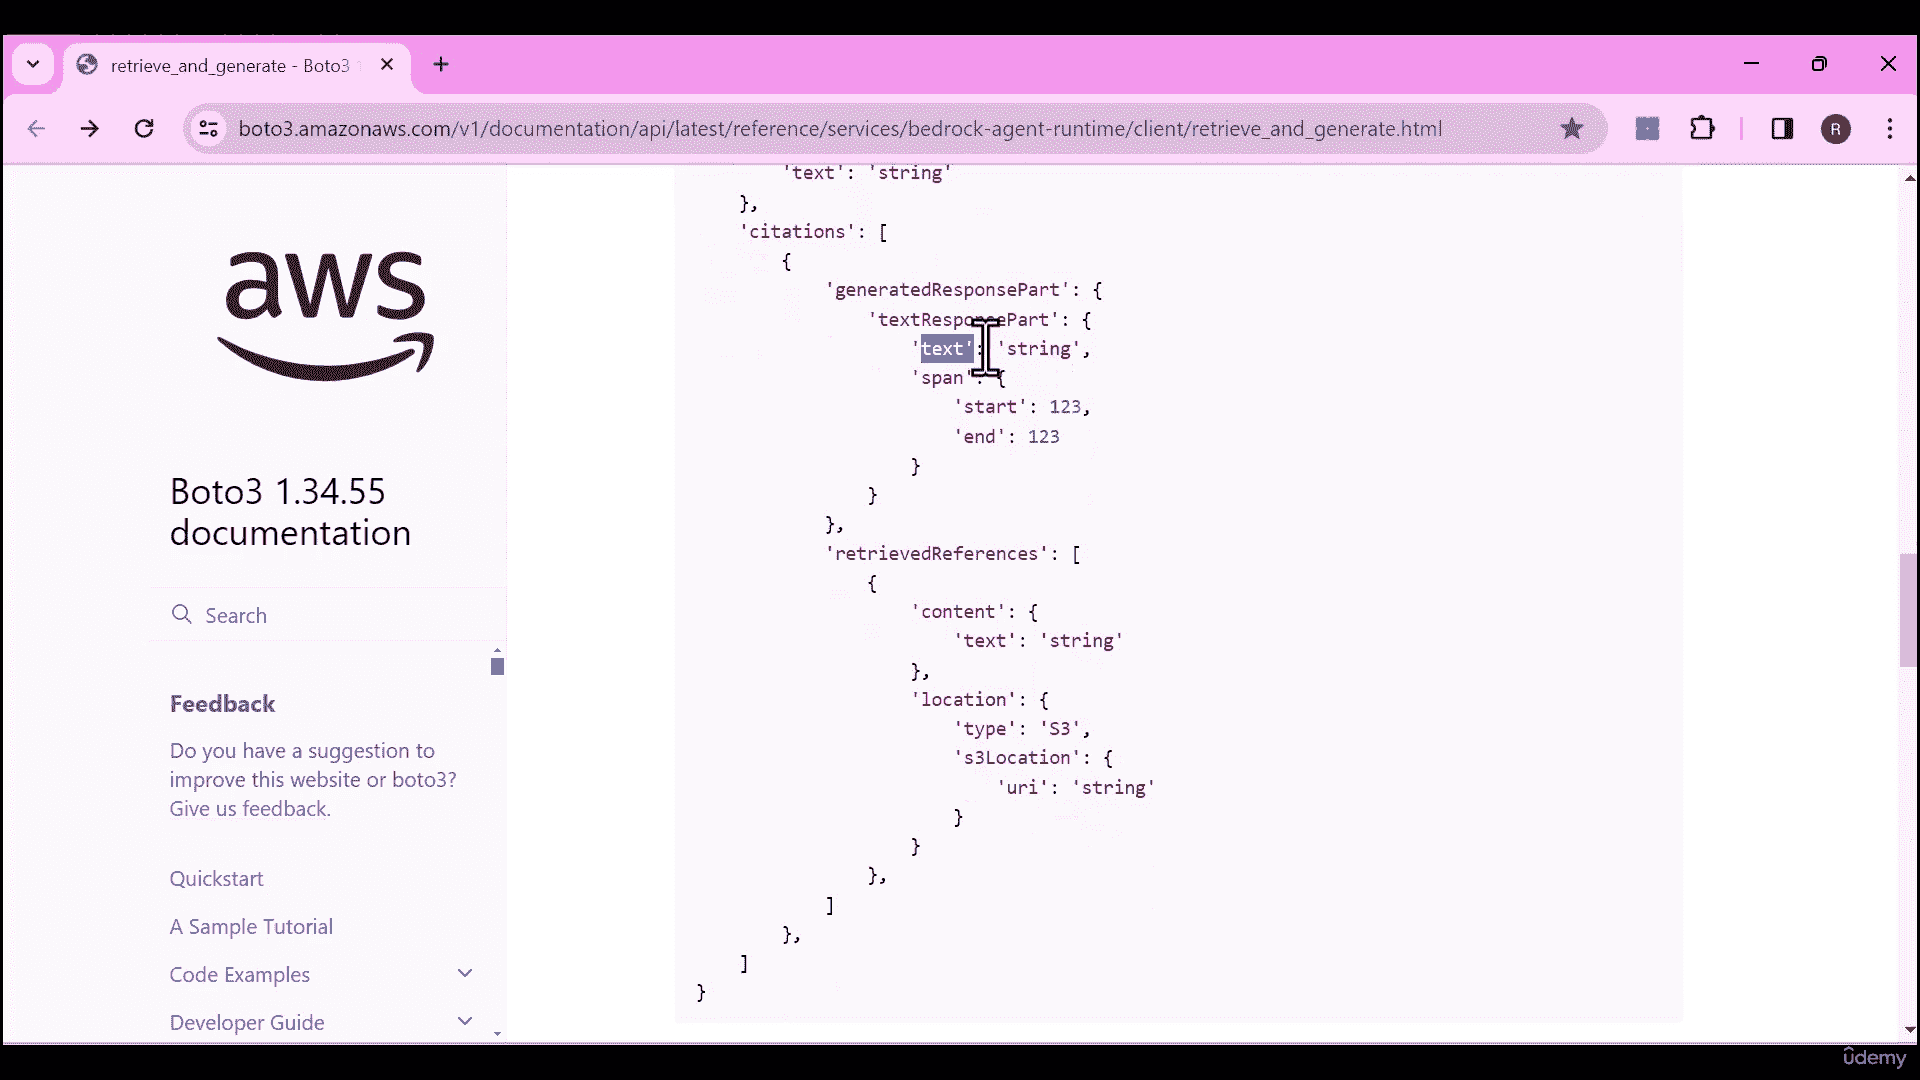 retrieve_and_generate - Boto3 1
boto3.amazonaws.com/v1/documentation/api/latest/reference/services/bedrock-agent-runtime/client/retrieve_and_generate.html
R
aws
Boto3 1.34.55
documentation
Search
Feedback
Do you have a suggestion to
improve this website or boto3?
Give us feedback.
Quickstart
A Sample Tutorial
Code Examples
Developer Guide
'text': 'string'
},
'citations': [
{
'generatedResponsePart': {
'textResponsePart': {
'text': 'string',
'span': {
'start': 123,
'end': 123
}
}
},
'retrievedReferences': [
{
'content': {
'text': 'string'
},
'location': {
'type': 'S3',
's3Location': {
'uri': 'string'
}
}
},
]
},
]
}
ûdemy